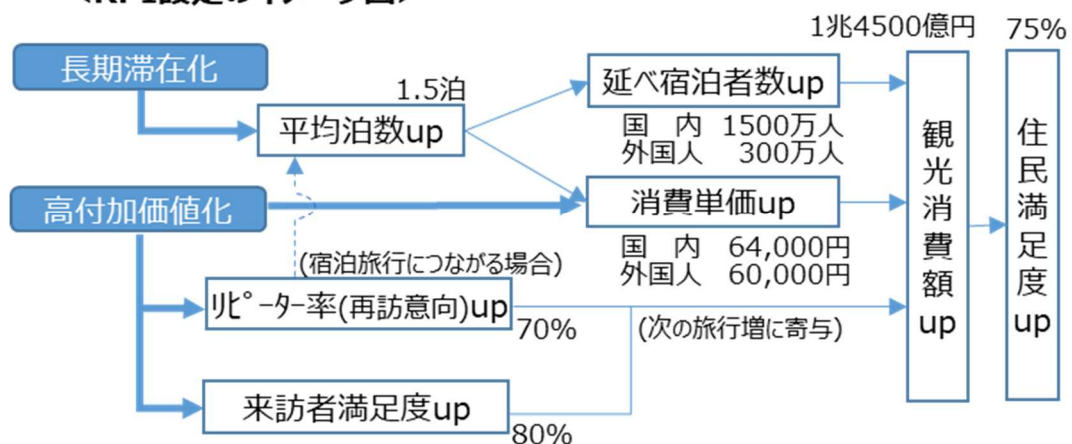 1兆4500億円 75%
長期滞在化
1.5泊
平均泊数up
延べ宿泊者数up
国 内 1500万人
外国人 300万人
高付加価値化
消費単価up
国 内 64,000円
外国人 60,000円
(宿泊旅行につながる場合)
ﾘﾋﾟｰﾀｰ率(再訪意向)up
70%
(次の旅行増に寄与)
来訪者満足度up
80%
観光消費額up
住民満足度up